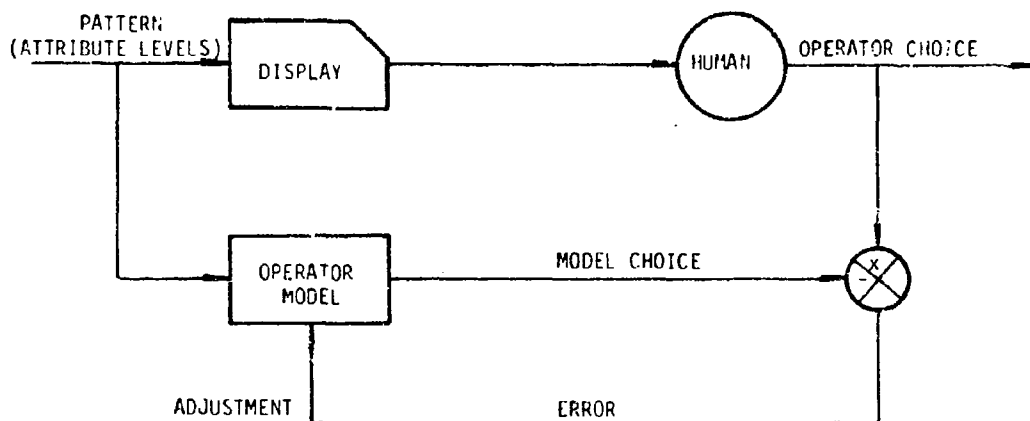 PATTERN
(ATTRIBUTE LEVELS)
DISPLAY
HUMAN
OPERATOR CHOICE
OPERATOR
MODEL
MODEL CHOICE
x
-
ADJUSTMENT
ERROR